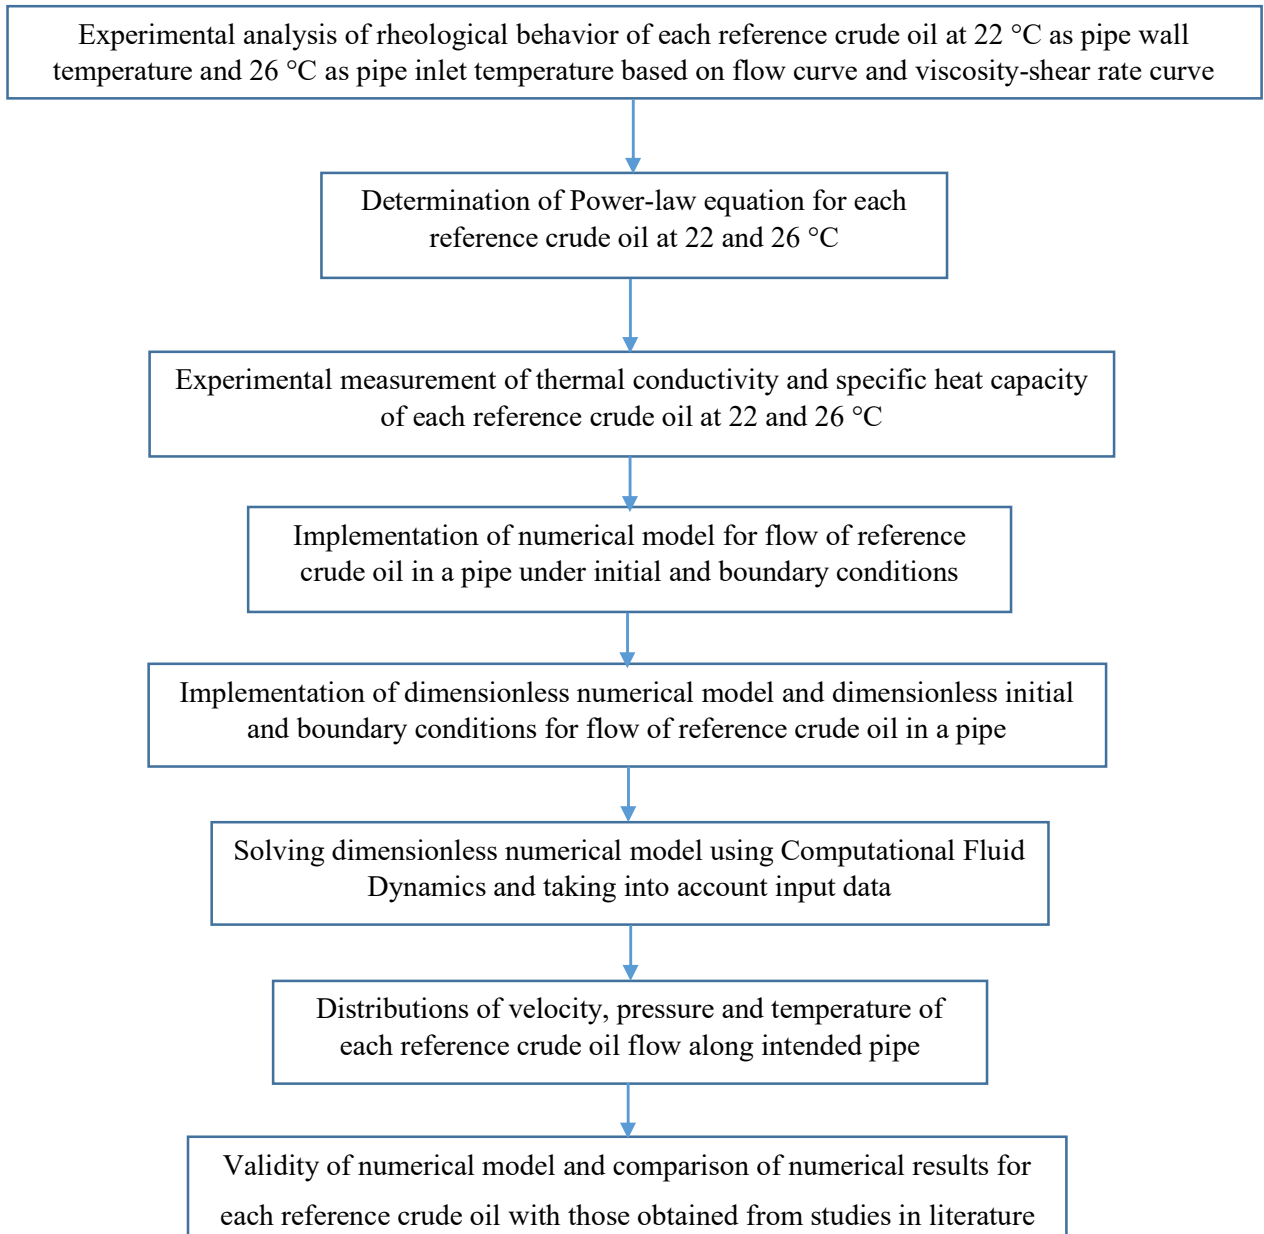 Experimental analysis of rheological behavior of each reference crude oil at 22 °C as pipe wall
temperature and 26 °C as pipe inlet temperature based on flow curve and viscosity-shear rate curve
Determination of Power-law equation for each
reference crude oil at 22 and 26 °C
Experimental measurement of thermal conductivity and specific heat capacity
of each reference crude oil at 22 and 26 °C
Implementation of numerical model for flow of reference
crude oil in a pipe under initial and boundary conditions
Implementation of dimensionless numerical model and dimensionless initial
and boundary conditions for flow of reference crude oil in a pipe
Solving dimensionless numerical model using Computational Fluid
Dynamics and taking into account input data
Distributions of velocity, pressure and temperature of
each reference crude oil flow along intended pipe
Validity of numerical model and comparison of numerical results for
each reference crude oil with those obtained from studies in literature